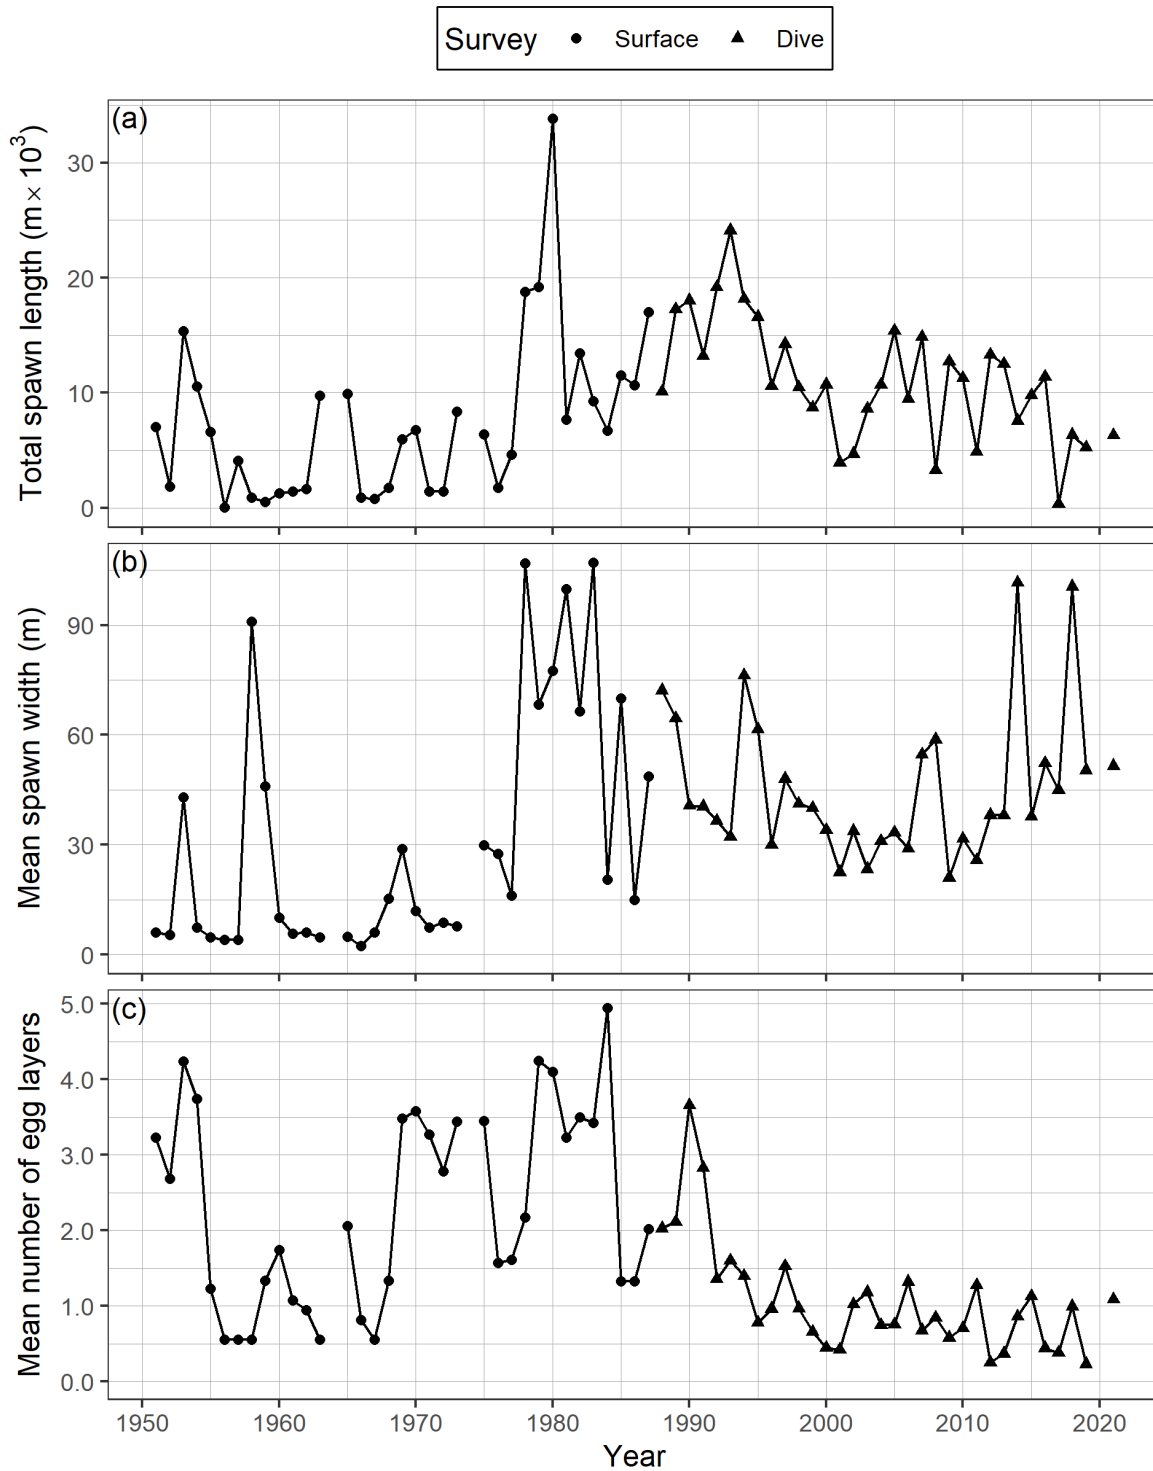 Survey Surface Dive
(a)
Total spawn length (m × 10³)
30
20
10
0
(b)
Mean spawn width (m)
90
60
30
0
(c)
Mean number of egg layers
5.0
4.0
3.0
2.0
1.0
0.0
1950 1960 1970 1980 1990 2000 2010 2020
Year